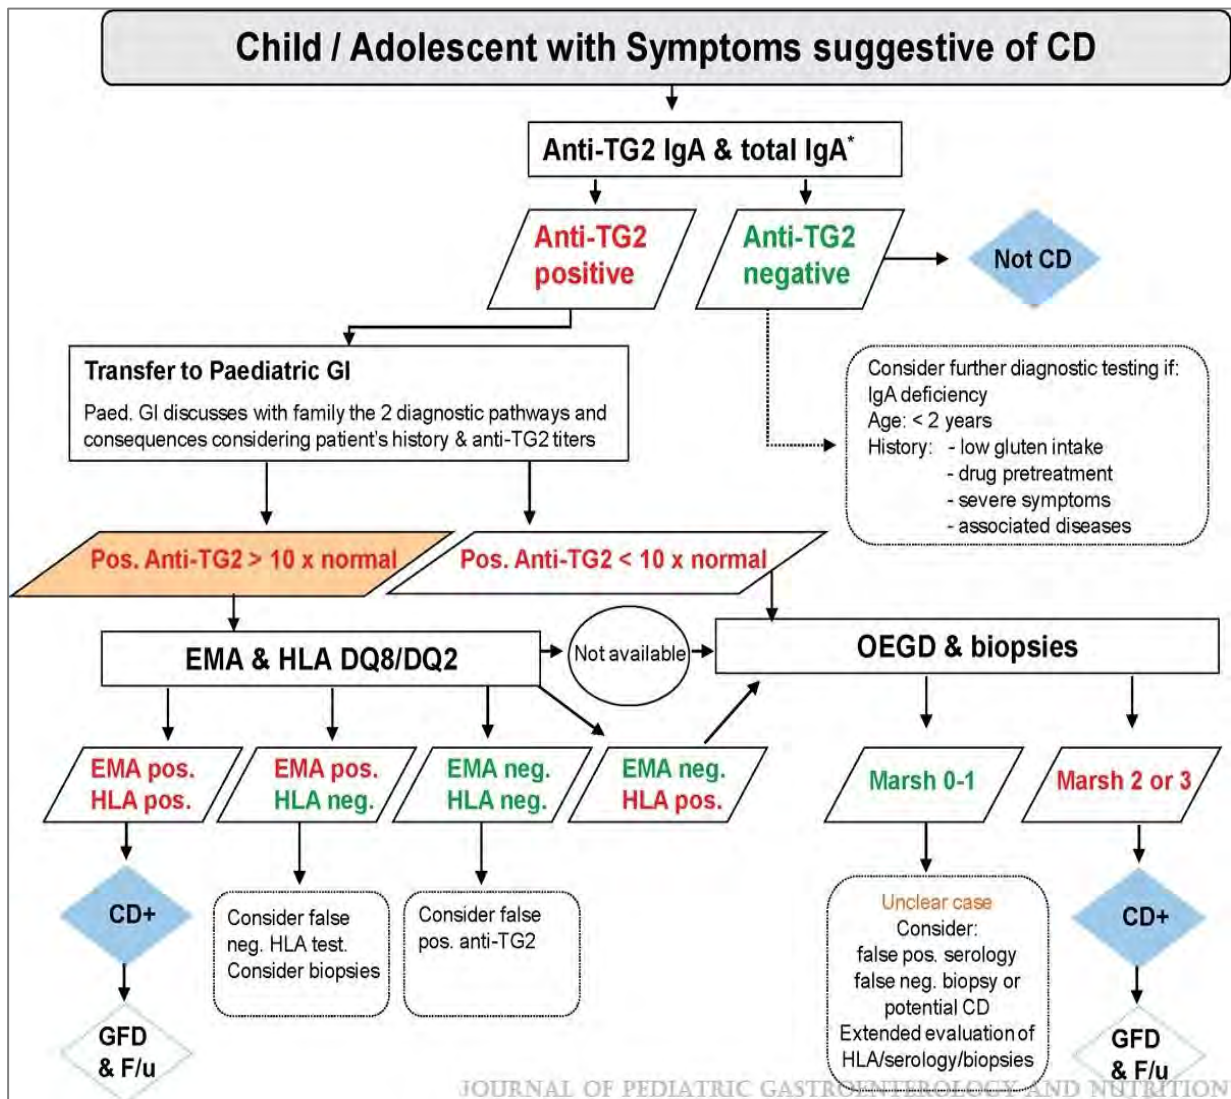 Child / Adolescent with Symptoms suggestive of CD
Anti-TG2 IgA & total IgA*
Anti-TG2
positive
Anti-TG2
negative
Not CD
Transfer to Paediatric GI
Paed. GI discusses with family the 2 diagnostic pathways and
consequences considering patient's history & anti-TG2 titers
Consider further diagnostic testing if:
IgA deficiency
Age: < 2 years
History: - low gluten intake
- drug pretreatment
- severe symptoms
- associated diseases
Pos. Anti-TG2 > 10 x normal
Pos. Anti-TG2 < 10 x normal
EMA & HLA DQ8/DQ2
Not available
OEGD & biopsies
EMA pos.
HLA pos.
EMA pos.
HLA neg.
EMA neg.
HLA neg.
EMA neg.
HLA pos.
Marsh 0-1
Marsh 2 or 3
CD+
Consider false
neg. HLA test.
Consider biopsies
Consider false
pos. anti-TG2
Unclear case
Consider:
false pos. serology
false neg. biopsy or
potential CD
Extended evaluation of
HLA/serology/biopsies
CD+
GFD
& F/u
GFD
& F/u
JOURNAL OF PEDIATRIC GASTROENTEROLOGY AND NUTRITION